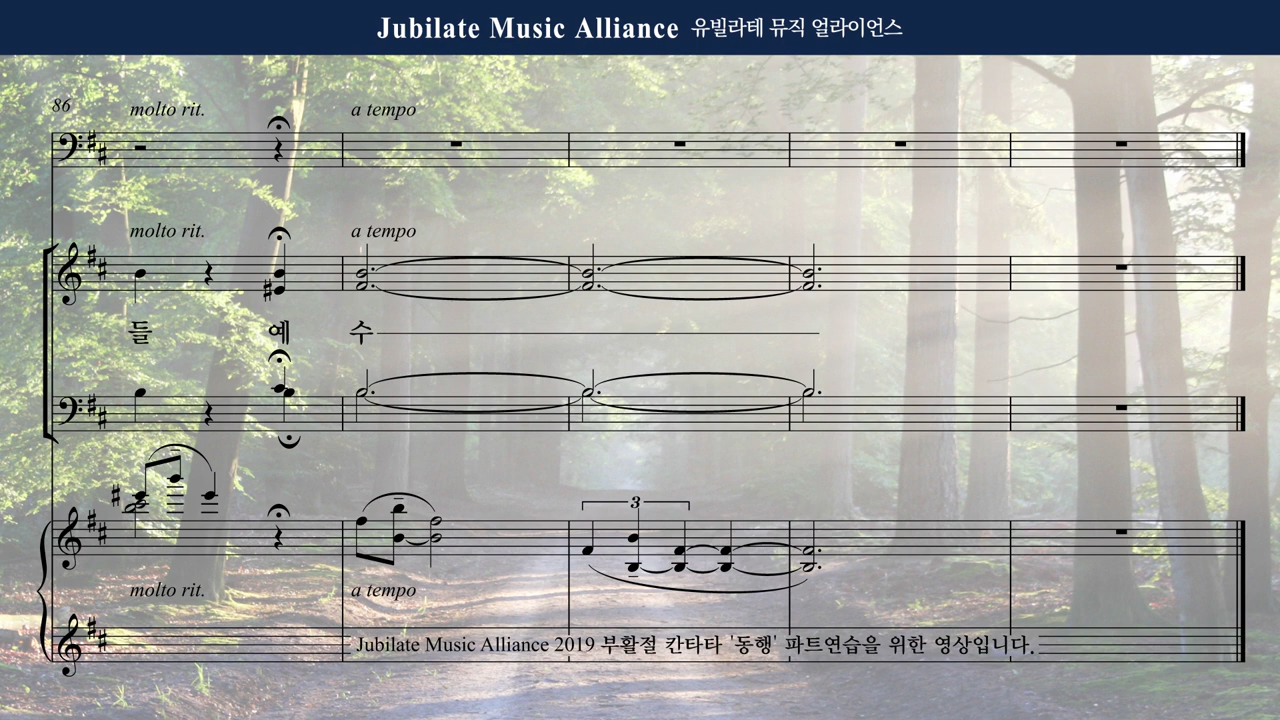 Jubilate Music Alliance 유빌라테 뮤직 얼라이언스
86 molto rit. a tempo
molto rit. a tempo
들 예 수
3
molto rit. a tempo
Jubilate Music Alliance 2019 부활절 칸타타 '동행' 파트연습을 위한 영상입니다.